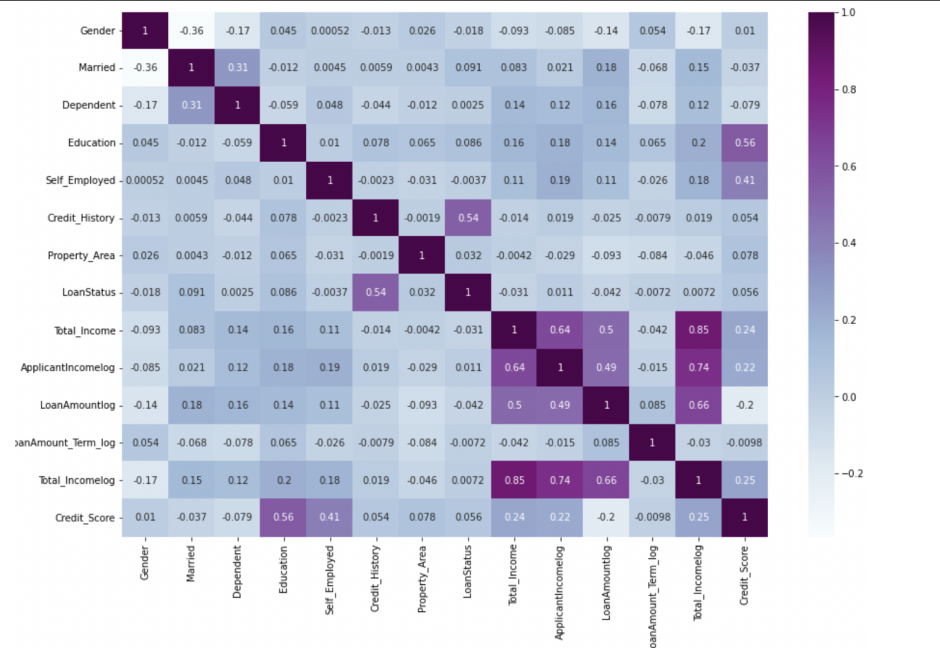 Gender 1 -0.36 -0.17 0.045 0.00052 -0.013 0.026 -0.018 -0.093 -0.085 -0.14 0.054 -0.17 0.01
Married -0.36 1 0.31 -0.012 0.0045 0.0059 0.0043 0.091 0.083 0.021 0.18 -0.068 0.15 -0.037
Dependent -0.17 0.31 1 -0.059 0.048 -0.044 -0.012 0.0025 0.14 0.12 0.16 -0.078 0.12 -0.079
Education 0.045 -0.012 -0.059 1 0.01 0.078 0.065 0.086 0.16 0.18 0.14 0.065 0.2 0.56
Self_Employed 0.00052 0.0045 0.048 0.01 1 -0.0023 -0.031 -0.0037 0.11 0.19 0.11 -0.026 0.18 0.41
Credit_History -0.013 0.0059 -0.044 0.078 -0.0023 1 -0.0019 0.54 -0.014 0.019 -0.025 -0.0079 0.019 0.054
Property_Area 0.026 0.0043 -0.012 0.065 -0.031 -0.0019 1 0.032 -0.0042 -0.029 -0.093 -0.084 -0.046 0.078
LoanStatus -0.018 0.091 0.0025 0.086 -0.0037 0.54 0.032 1 -0.031 0.011 -0.042 -0.0072 0.0072 0.056
Total_Income -0.093 0.083 0.14 0.16 0.11 -0.014 -0.0042 -0.031 1 0.64 0.5 -0.042 0.85 0.24
ApplicantIncomelog -0.085 0.021 0.12 0.18 0.19 0.019 -0.029 0.011 0.64 1 0.49 -0.015 0.74 0.22
LoanAmountlog -0.14 0.18 0.16 0.14 0.11 -0.025 -0.093 -0.042 0.5 0.49 1 0.085 0.66 -0.2
oanAmount_Term_log 0.054 -0.068 -0.078 0.065 -0.026 -0.0079 -0.084 -0.0072 -0.042 -0.015 0.085 1 -0.03 -0.0098
Total_Incomelog -0.17 0.15 0.12 0.2 0.18 0.019 -0.046 0.0072 0.85 0.74 0.66 -0.03 1 0.25
Credit_Score 0.01 -0.037 -0.079 0.56 0.41 0.054 0.078 0.056 0.24 0.22 -0.2 -0.0098 0.25 1
Gender
Married
Dependent
Education
Self_Employed
Credit_History
Property_Area
LoanStatus
Total_Income
ApplicantIncomelog
LoanAmountlog
oanAmount_Term_log
Total_Incomelog
Credit_Score
1.0
0.8
0.6
0.4
0.2
0.0
−0.2